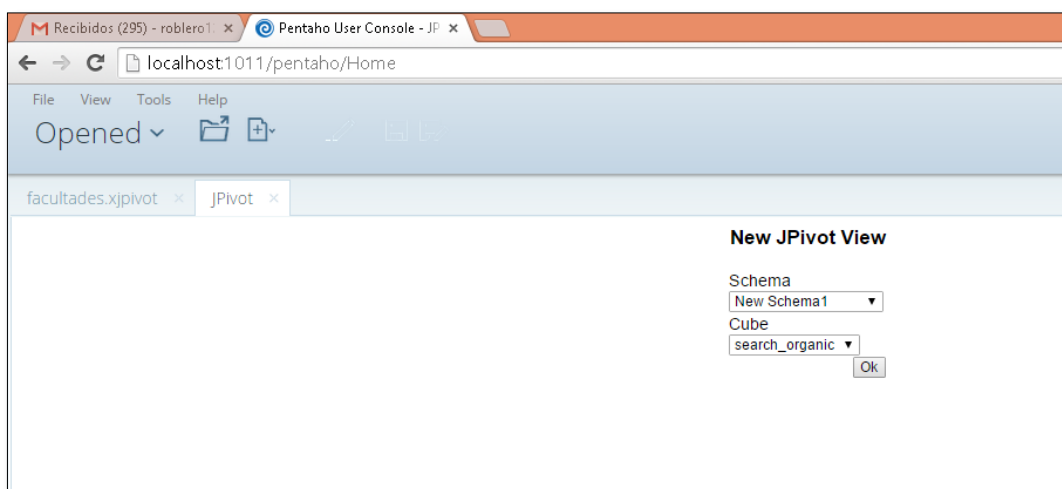 Recibidos (295) - roblero1. Pentaho User Console - JP
localhost:1011/pentaho/Home
File View Tools Help
Opened
facultades.xjpivot JPivot
New JPivot View
Schema
New Schema1
Cube
search_organic
Ok